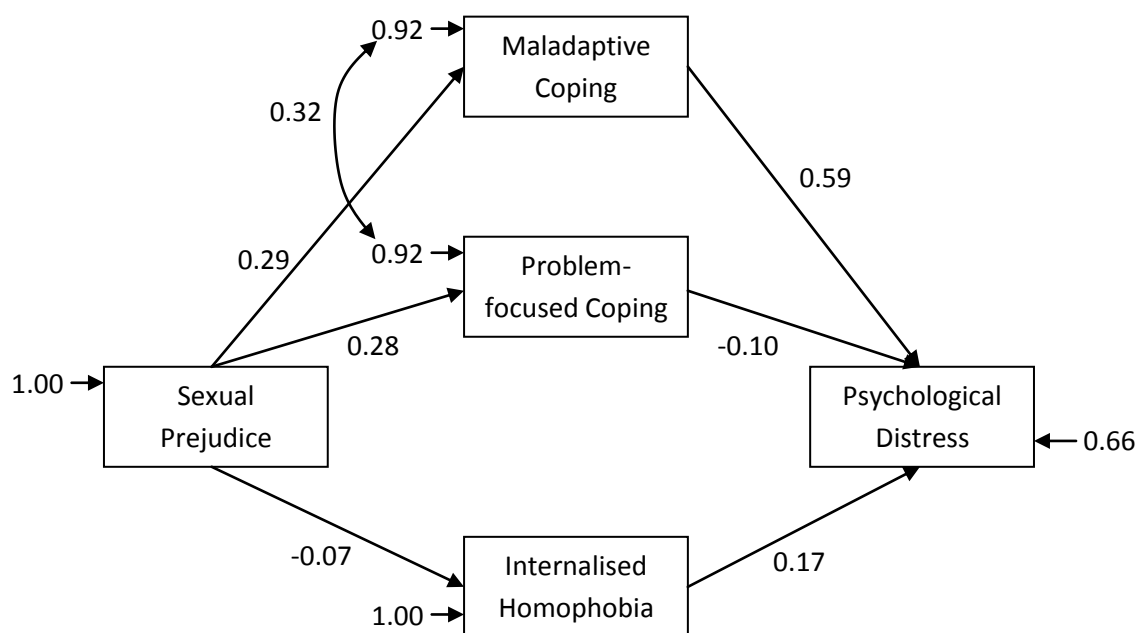 0.92
Maladaptive
Coping
0.32
0.59
0.29
0.92
Problem-
focused Coping
0.28
-0.10
1.00
Sexual
Prejudice
Psychological
Distress
0.66
-0.07
Internalised
Homophobia
0.17
1.00